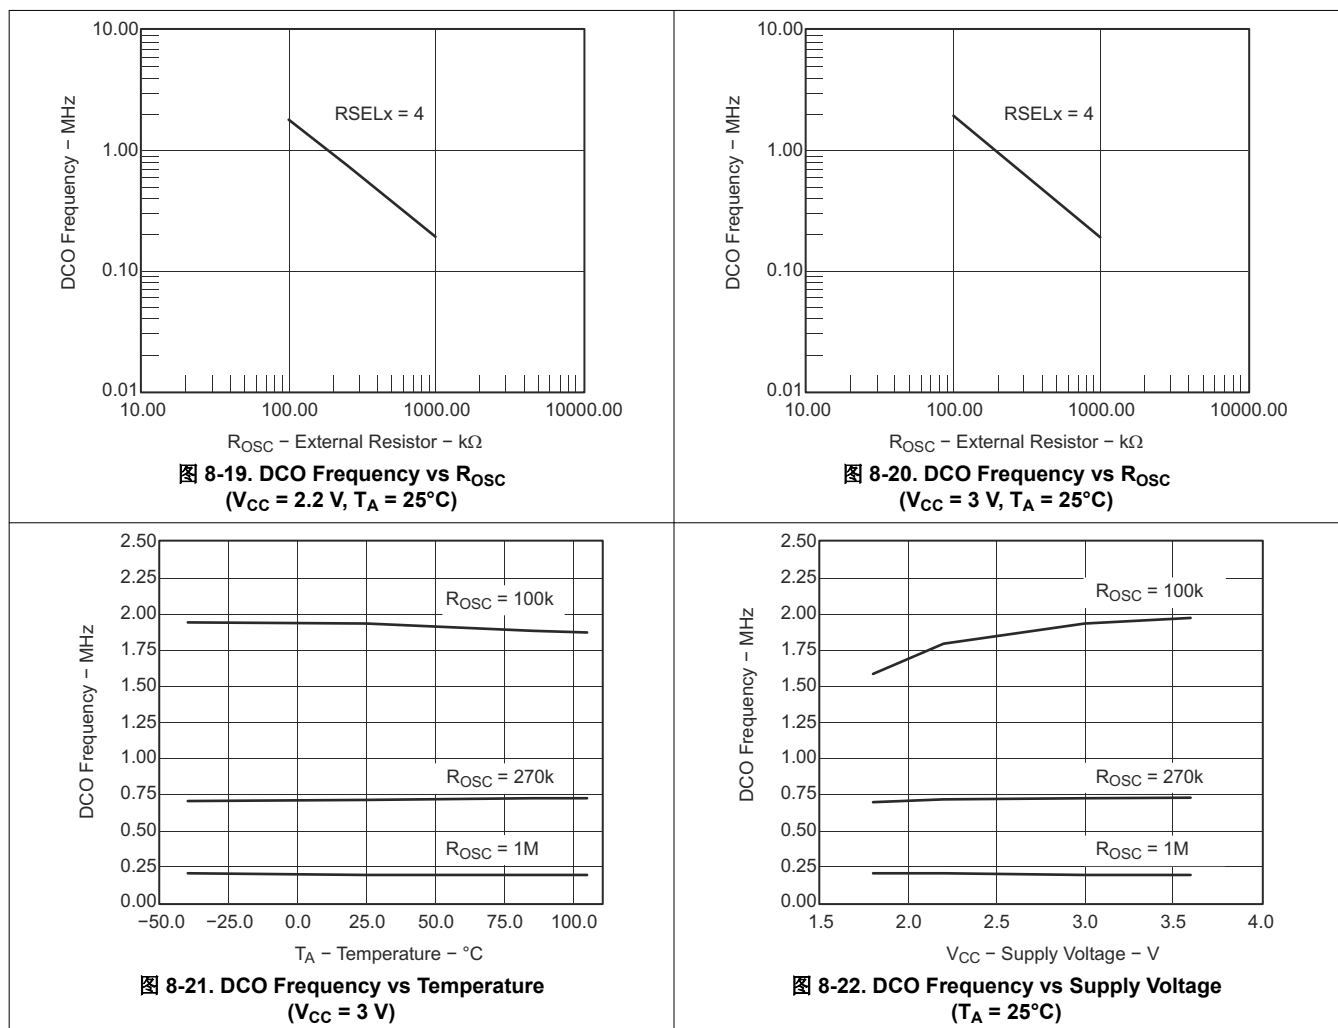 10.00
1.00
0.10
0.01
DCO Frequency – MHz
RSELx = 4
10.00 100.00 1000.00 10000.00
ROSC – External Resistor – kΩ
图 8-19. DCO Frequency vs ROSC
(VCC = 2.2 V, TA = 25°C)
10.00
1.00
0.10
0.01
DCO Frequency – MHz
RSELx = 4
10.00 100.00 1000.00 10000.00
ROSC – External Resistor – kΩ
图 8-20. DCO Frequency vs ROSC
(VCC = 3 V, TA = 25°C)
2.50
2.25
2.00
1.75
1.50
1.25
1.00
0.75
0.50
0.25
0.00
DCO Frequency – MHz
ROSC = 100k
ROSC = 270k
ROSC = 1M
−50.0 −25.0 0.0 25.0 50.0 75.0 100.0
TA – Temperature – °C
图 8-21. DCO Frequency vs Temperature
(VCC = 3 V)
2.50
2.25
2.00
1.75
1.50
1.25
1.00
0.75
0.50
0.25
0.00
DCO Frequency – MHz
ROSC = 100k
ROSC = 270k
ROSC = 1M
1.5 2.0 2.5 3.0 3.5 4.0
VCC – Supply Voltage – V
图 8-22. DCO Frequency vs Supply Voltage
(TA = 25°C)